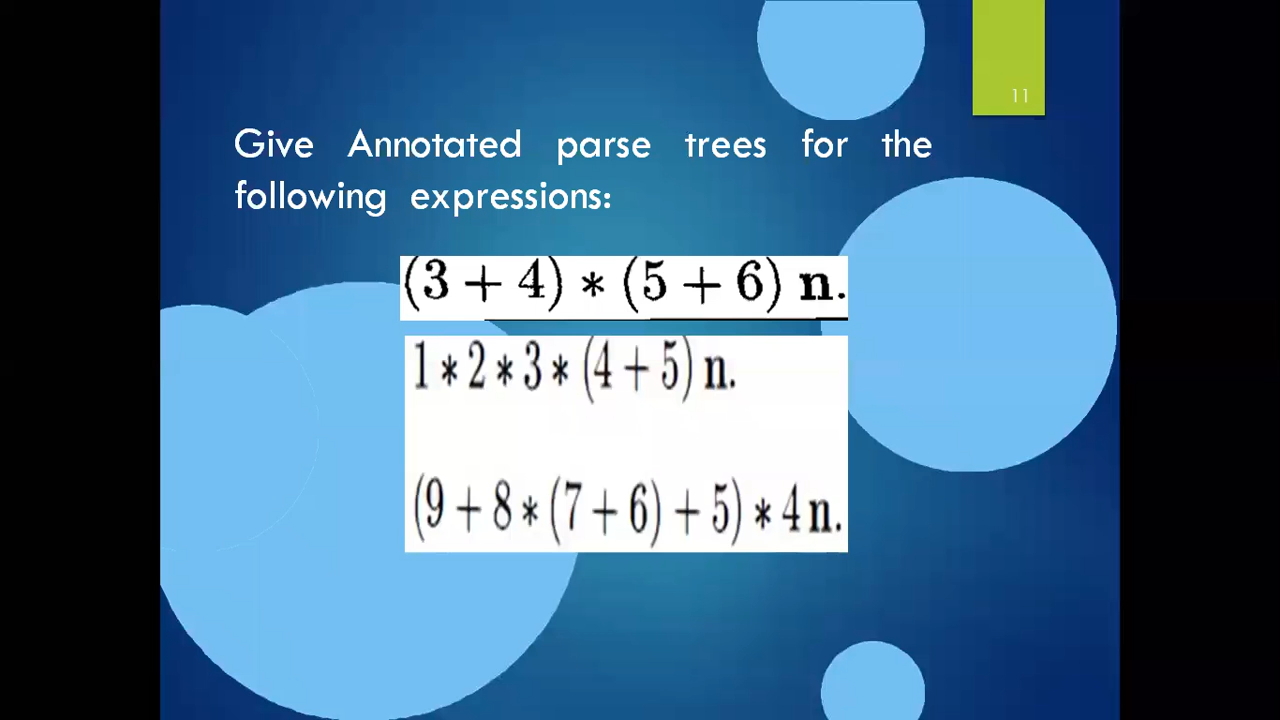 11
Give Annotated parse trees for the
following expressions:
(3 + 4) * (5 + 6) n.
1 * 2 * 3 * (4 + 5) n.
(9 + 8 * (7 + 6) + 5) * 4 n.